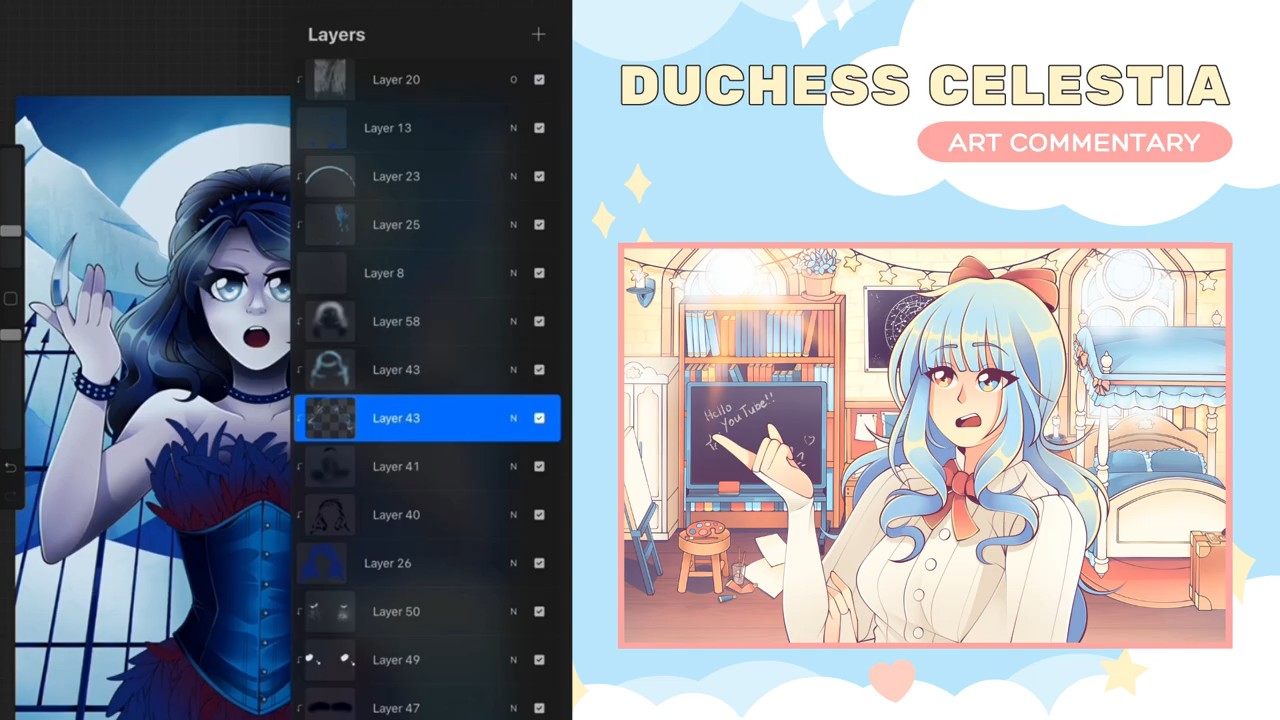 Layers
Layer 20
O
Layer 13
N
Layer 23
N
Layer 25
N
Layer 8
N
Layer 58
N
Layer 43
N
Layer 43
N
Layer 41
N
Layer 40
N
Layer 26
N
Layer 50
N
Layer 49
N
Layer 47
N
DUCHESS CELESTIA
ART COMMENTARY
Hello
YouTube!!